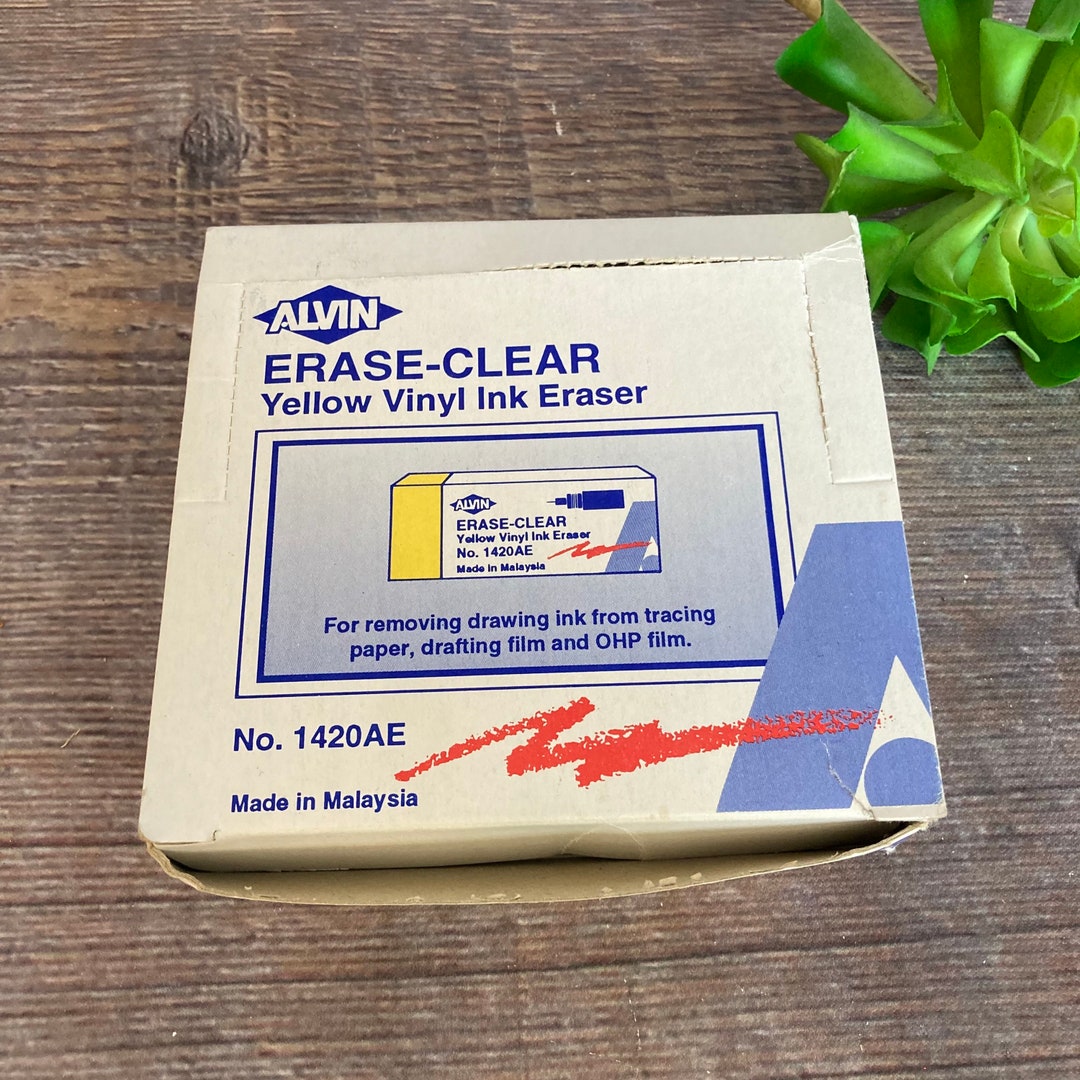 ALVIN
ERASE-CLEAR
Yellow Vinyl Ink Eraser
ALVIN
ERASE-CLEAR
Yellow Vinyl Ink Eraser
No. 1420AE
Made in Malaysia
For removing drawing ink from tracing
paper, drafting film and OHP film.
No. 1420AE
Made in Malaysia